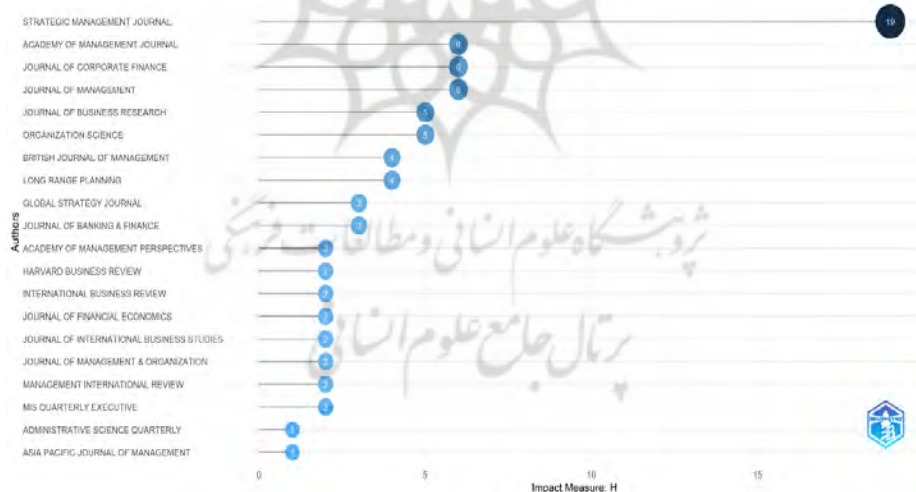 STRATEGIC MANAGEMENT JOURNAL 19
ACADEMY OF MANAGEMENT JOURNAL 6
JOURNAL OF CORPORATE FINANCE 6
JOURNAL OF MANAGEMENT 6
JOURNAL OF BUSINESS RESEARCH 5
ORGANIZATION SCIENCE 5
BRITISH JOURNAL OF MANAGEMENT 4
LONG RANGE PLANNING 4
GLOBAL STRATEGY JOURNAL 3
JOURNAL OF BANKING & FINANCE 3
Authors
ACADEMY OF MANAGEMENT PERSPECTIVES 2
HARVARD BUSINESS REVIEW 2
INTERNATIONAL BUSINESS REVIEW 2
JOURNAL OF FINANCIAL ECONOMICS 2
JOURNAL OF INTERNATIONAL BUSINESS STUDIES 2
JOURNAL OF MANAGEMENT & ORGANIZATION 2
MANAGEMENT INTERNATIONAL REVIEW 2
MIS QUARTERLY EXECUTIVE 2
ADMINISTRATIVE SCIENCE QUARTERLY 1
ASIA PACIFIC JOURNAL OF MANAGEMENT 1
0 5 10 15
Impact Measure: H
پژوهشگاه علوم انسانی و مطالعات فرهنگی
پرتال جامع علوم انسانی